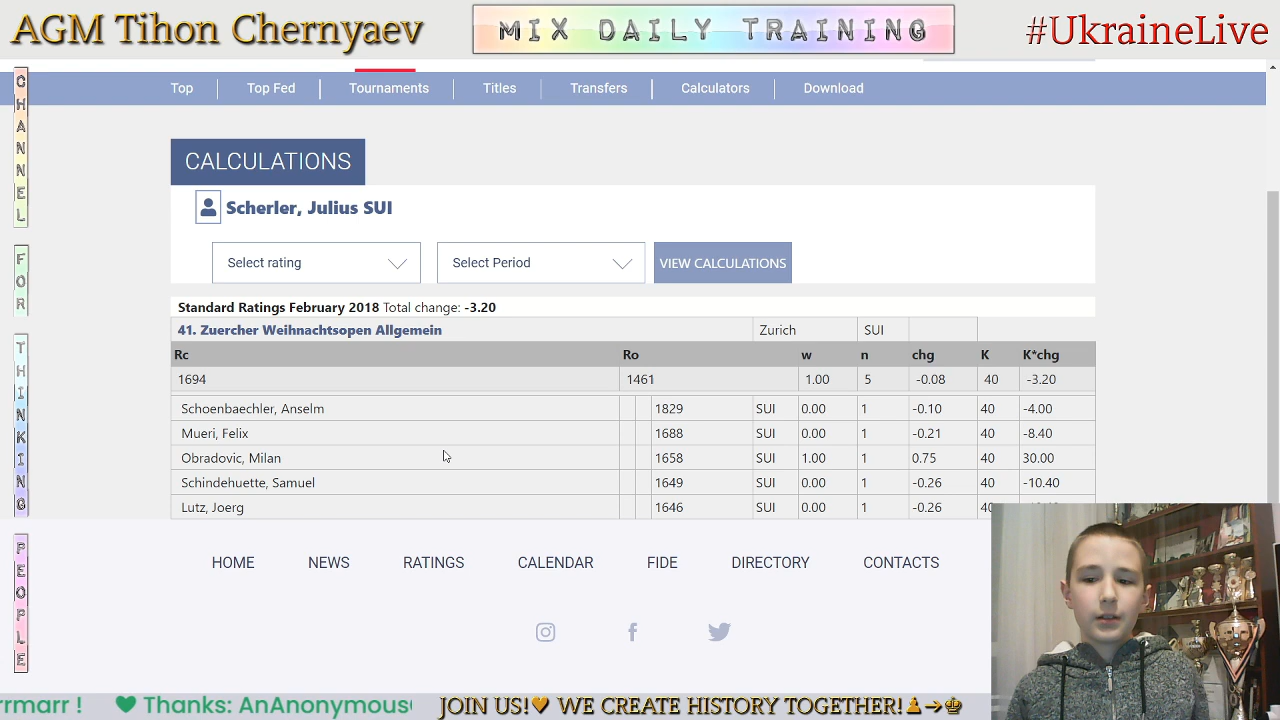 AGM Tihon Chernyaev
MIX DAILY TRAINING
#UkraineLive
CHANNEL FOR THINKING PEOPLE
Top Top Fed Tournaments Titles Transfers Calculators Download
CALCULATIONS
Scherler, Julius SUI
Select rating Select Period VIEW CALCULATIONS
Standard Ratings February 2018 Total change: -3.20
41. Zuercher Weihnachtsopen Allgemein Zurich SUI
Rc Ro w n chg K K*chg
1694 1461 1.00 5 -0.08 40 -3.20
Schoenbaechler, Anselm 1829 SUI 0.00 1 -0.10 40 -4.00
Mueri, Felix 1688 SUI 0.00 1 -0.21 40 -8.40
Obradovic, Milan 1658 SUI 1.00 1 0.75 40 30.00
Schindehuette, Samuel 1649 SUI 0.00 1 -0.26 40 -10.40
Lutz, Joerg 1646 SUI 0.00 1 -0.26
HOME NEWS RATINGS CALENDAR FIDE DIRECTORY CONTACTS
rmarr ! Thanks: AnAnonymous
JOIN US! WE CREATE HISTORY TOGETHER!